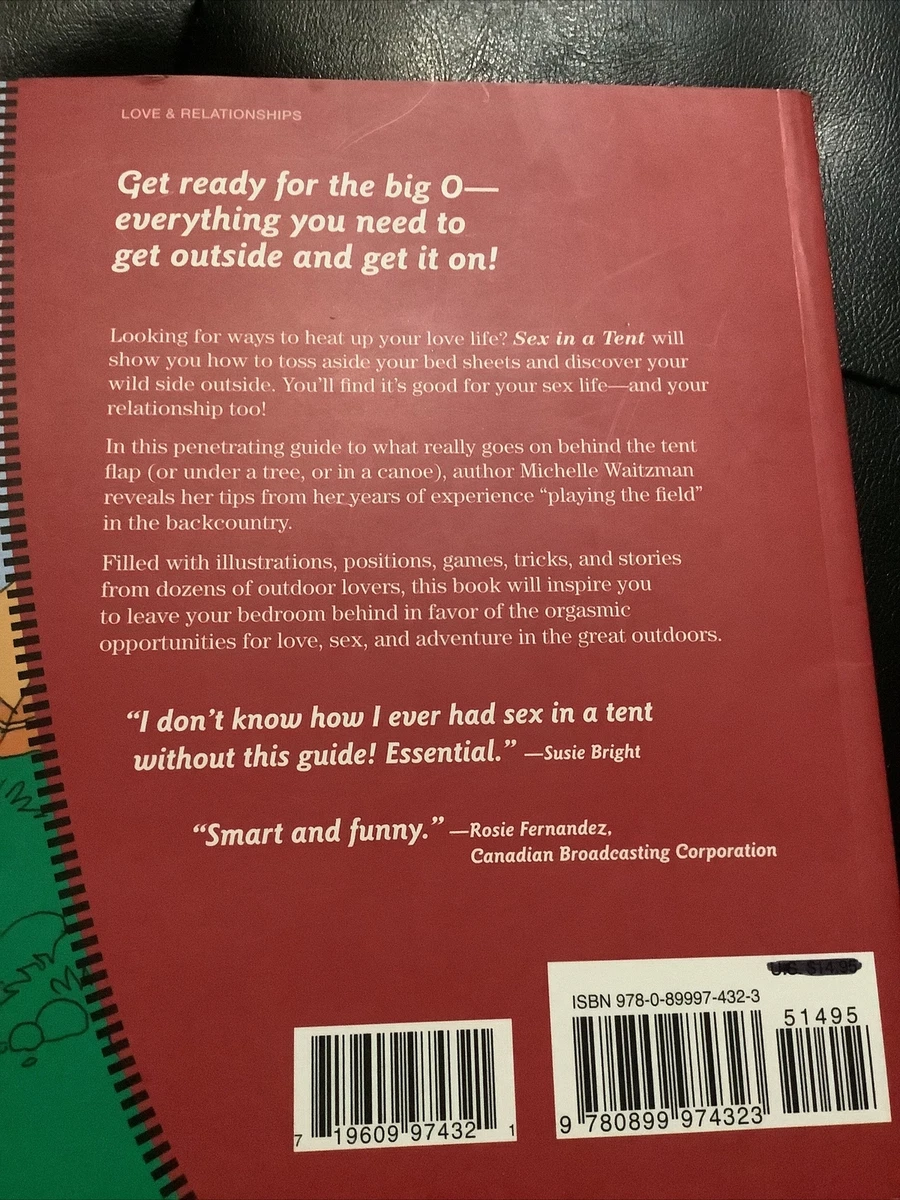 LOVE & RELATIONSHIPS
Get ready for the big O—
everything you need to
get outside and get it on!
Looking for ways to heat up your love life? Sex in a Tent will
show you how to toss aside your bed sheets and discover your
wild side outside. You'll find it's good for your sex life—and your
relationship too!
In this penetrating guide to what really goes on behind the tent
flap (or under a tree, or in a canoe), author Michelle Waitzman
reveals her tips from her years of experience “playing the field”
in the backcountry.
Filled with illustrations, positions, games, tricks, and stories
from dozens of outdoor lovers, this book will inspire you
to leave your bedroom behind in favor of the orgasmic
opportunities for love, sex, and adventure in the great outdoors.
“I don't know how I ever had sex in a tent
without this guide! Essential.” —Susie Bright
“Smart and funny.” —Rosie Fernandez,
Canadian Broadcasting Corporation
U.S. $14.95
ISBN 978-0-89997-432-3
51495
9 780899 974323
7 19609 97432 1